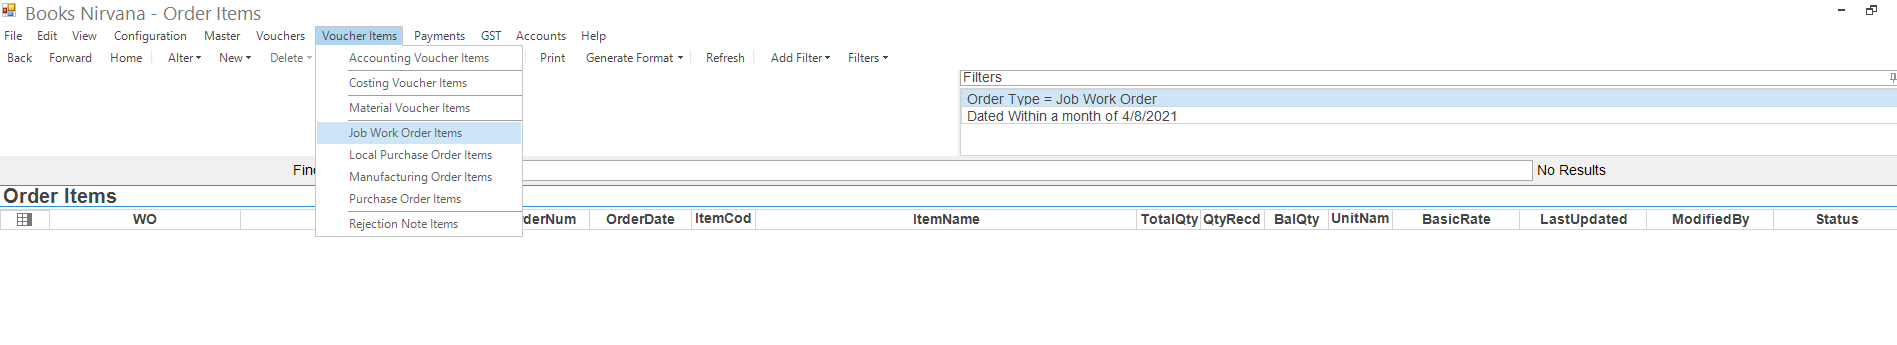 Books Nirvana - Order Items
File Edit View Configuration Master Vouchers Voucher Items Payments GST Accounts Help
Back Forward Home Alter New Delete Print Generate Format Refresh Add Filter Filters
Accounting Voucher Items
Costing Voucher Items
Material Voucher Items
Job Work Order Items
Local Purchase Order Items
Manufacturing Order Items
Purchase Order Items
Rejection Note Items
Filters
Order Type = Job Work Order
Dated Within a month of 4/8/2021
No Results
Order Items
WO OrderDate ItemCod ItemName TotalQty QtyRecd BalQty UnitNam BasicRate LastUpdated ModifiedBy Status